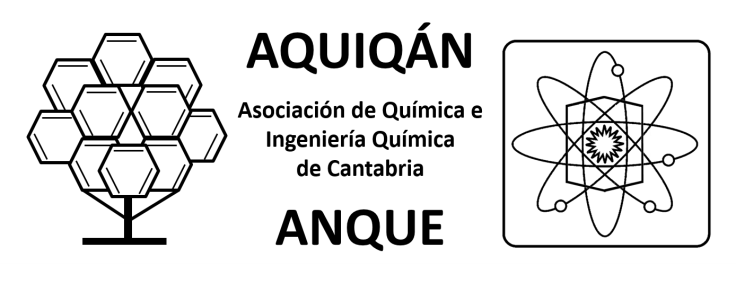 AQUIQÁN
Asociación de Química e
Ingeniería Química
de Cantabria
ANQUE